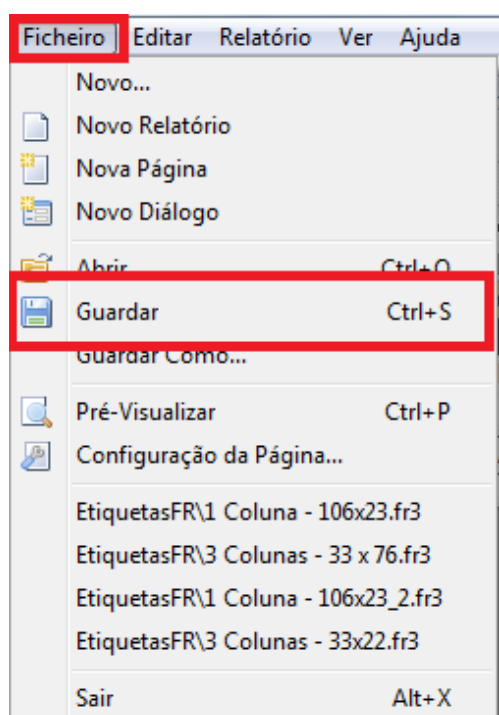 Ficheiro Editar Relatório Ver Ajuda
Novo...
Novo Relatório
Nova Página
Novo Diálogo
Abrir Ctrl+O
Guardar Ctrl+S
Guardar Como...
Pré-Visualizar Ctrl+P
Configuração da Página...
EtiquetasFR\1 Coluna - 106x23.fr3
EtiquetasFR\3 Colunas - 33 x 76.fr3
EtiquetasFR\1 Coluna - 106x23_2.fr3
EtiquetasFR\3 Colunas - 33x22.fr3
Sair Alt+X